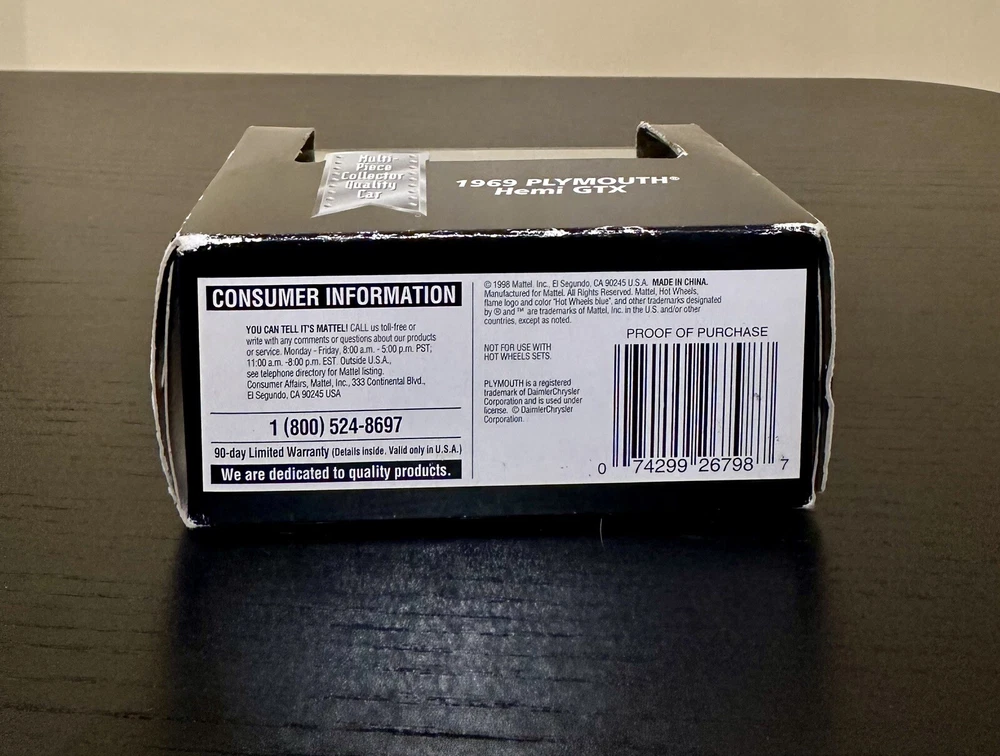 Multi-
Piece
Collector
Quality
Car
1969 PLYMOUTH®
Hemi GTX
CONSUMER INFORMATION
YOU CAN TELL IT'S MATTEL! CALL us toll-free or
write with any comments or questions about our products
or service. Monday - Friday, 8:00 a.m. - 5:00 p.m. PST;
11:00 a.m. -8:00 p.m. EST. Outside U.S.A.,
see telephone directory for Mattel listing.
Consumer Affairs, Mattel, Inc., 333 Continental Blvd.,
El Segundo, CA 90245 USA
1 (800) 524-8697
90-day Limited Warranty (Details inside. Valid only in U.S.A.)
We are dedicated to quality products.
© 1998 Mattel. Inc., El Segundo, CA 90245 U.S.A. MADE IN CHINA.
Manufactured for Mattel. All Rights Reserved. Mattel, Hot Wheels,
flame logo and color "Hot Wheels blue", and other trademarks designated
by ® and ™ are trademarks of Mattel, Inc. in the U.S. and/or other
countries, except as noted.
NOT FOR USE WITH
HOT WHEELS SETS.
PLYMOUTH is a registered
trademark of DaimlerChrysler
Corporation and is used under
license. © DaimlerChrysler
Corporation.
PROOF OF PURCHASE
0 74299 26798 7